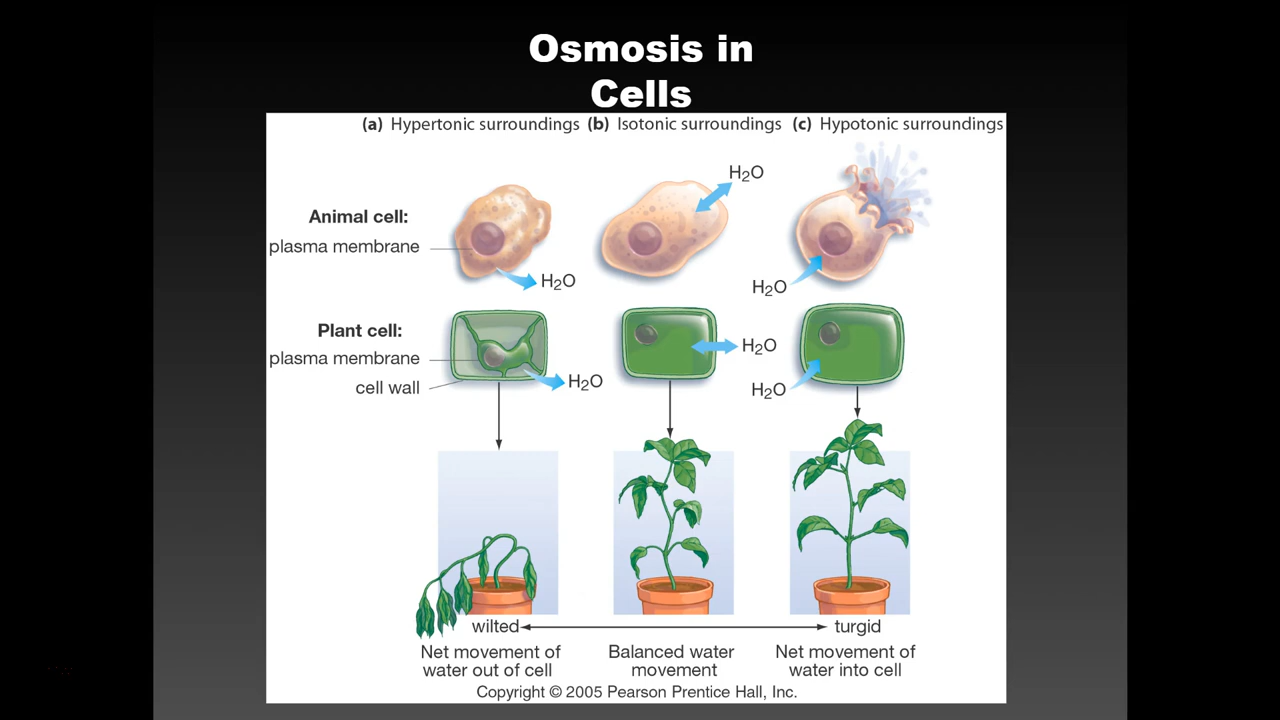 Osmosis in
Cells
(a) Hypertonic surroundings (b) Isotonic surroundings (c) Hypotonic surroundings
H₂O
Animal cell:
plasma membrane
H₂O
H₂O
Plant cell:
H₂O
plasma membrane
H₂O
cell wall
H₂O
wilted
turgid
Net movement of
water out of cell
Balanced water
movement
Net movement of
water into cell
Copyright © 2005 Pearson Prentice Hall, Inc.